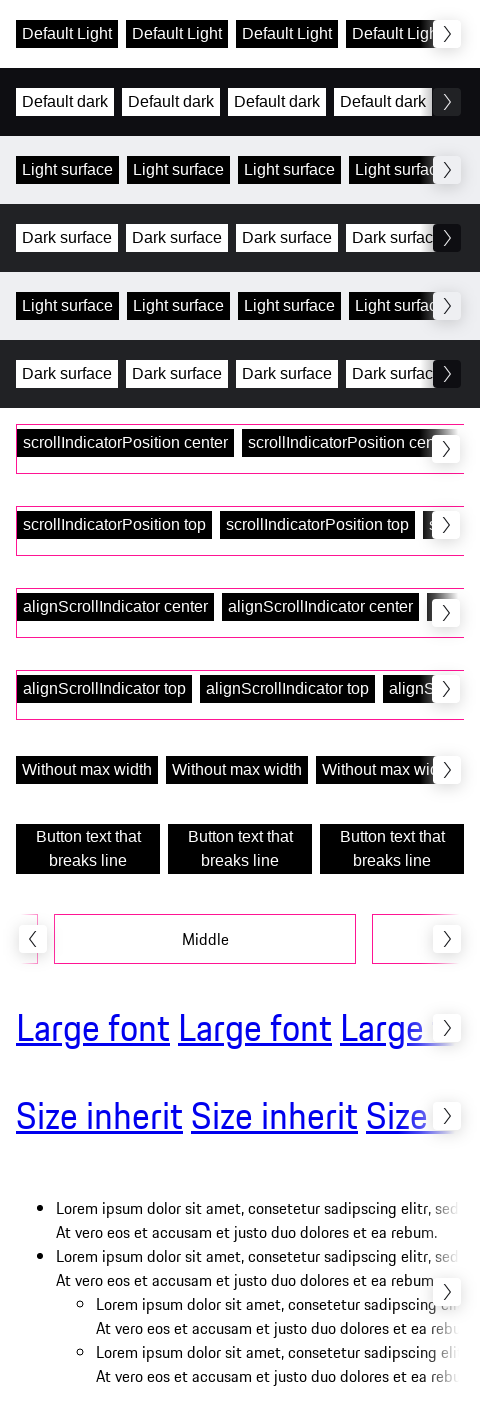 Default Light Default Light Default Light Default Light
Default dark Default dark Default dark Default dark
Light surface Light surface Light surface Light surface
Dark surface Dark surface Dark surface Dark surface
Light surface Light surface Light surface Light surface
Dark surface Dark surface Dark surface Dark surface
scrollIndicatorPosition center scrollIndicatorPosition cen
scrollIndicatorPosition top scrollIndicatorPosition top
alignScrollIndicator center alignScrollIndicator center
alignScrollIndicator top alignScrollIndicator top alignS
Without max width Without max width Without max wid
Button text that Button text that Button text that
breaks line breaks line breaks line
Middle
Large font Large font Large
Size inherit Size inherit Size
Lorem ipsum dolor sit amet, consetetur sadipscing elitr, sed
At vero eos et accusam et justo duo dolores et ea rebum.
Lorem ipsum dolor sit amet, consetetur sadipscing elitr, sed
At vero eos et accusam et justo duo dolores et ea rebum
Lorem ipsum dolor sit amet, consetetur sadipscing eli
At vero eos et accusam et justo duo dolores et ea rebu
Lorem ipsum dolor sit amet, consetetur sadipscing eli
At vero eos et accusam et justo duo dolores et ea rebu